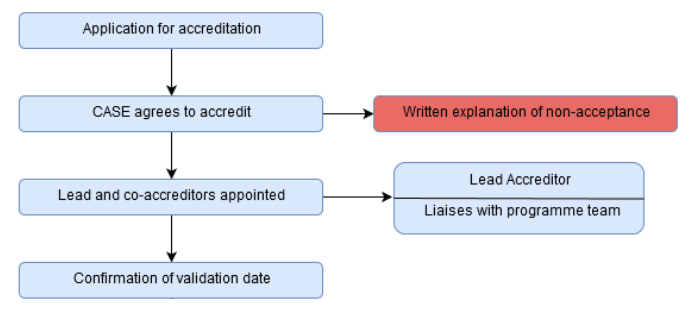 Application for accreditation
CASE agrees to accredit
Written explanation of non-acceptance
Lead and co-accreditors appointed
Lead Accreditor
Liaises with programme team
Confirmation of validation date